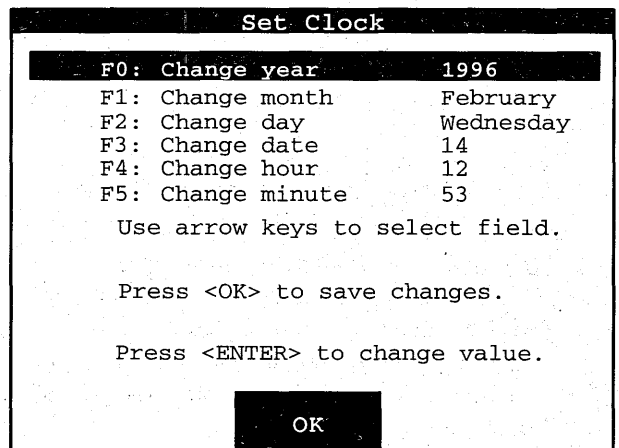 Set Clock
F0: Change year 1996
F1: Change month February
F2: Change day Wednesday
F3: Change date 14
F4: Change hour 12
F5: Change minute 53
Use arrow keys to select field.
Press <OK> to save changes.
Press <ENTER> to change value.
OK